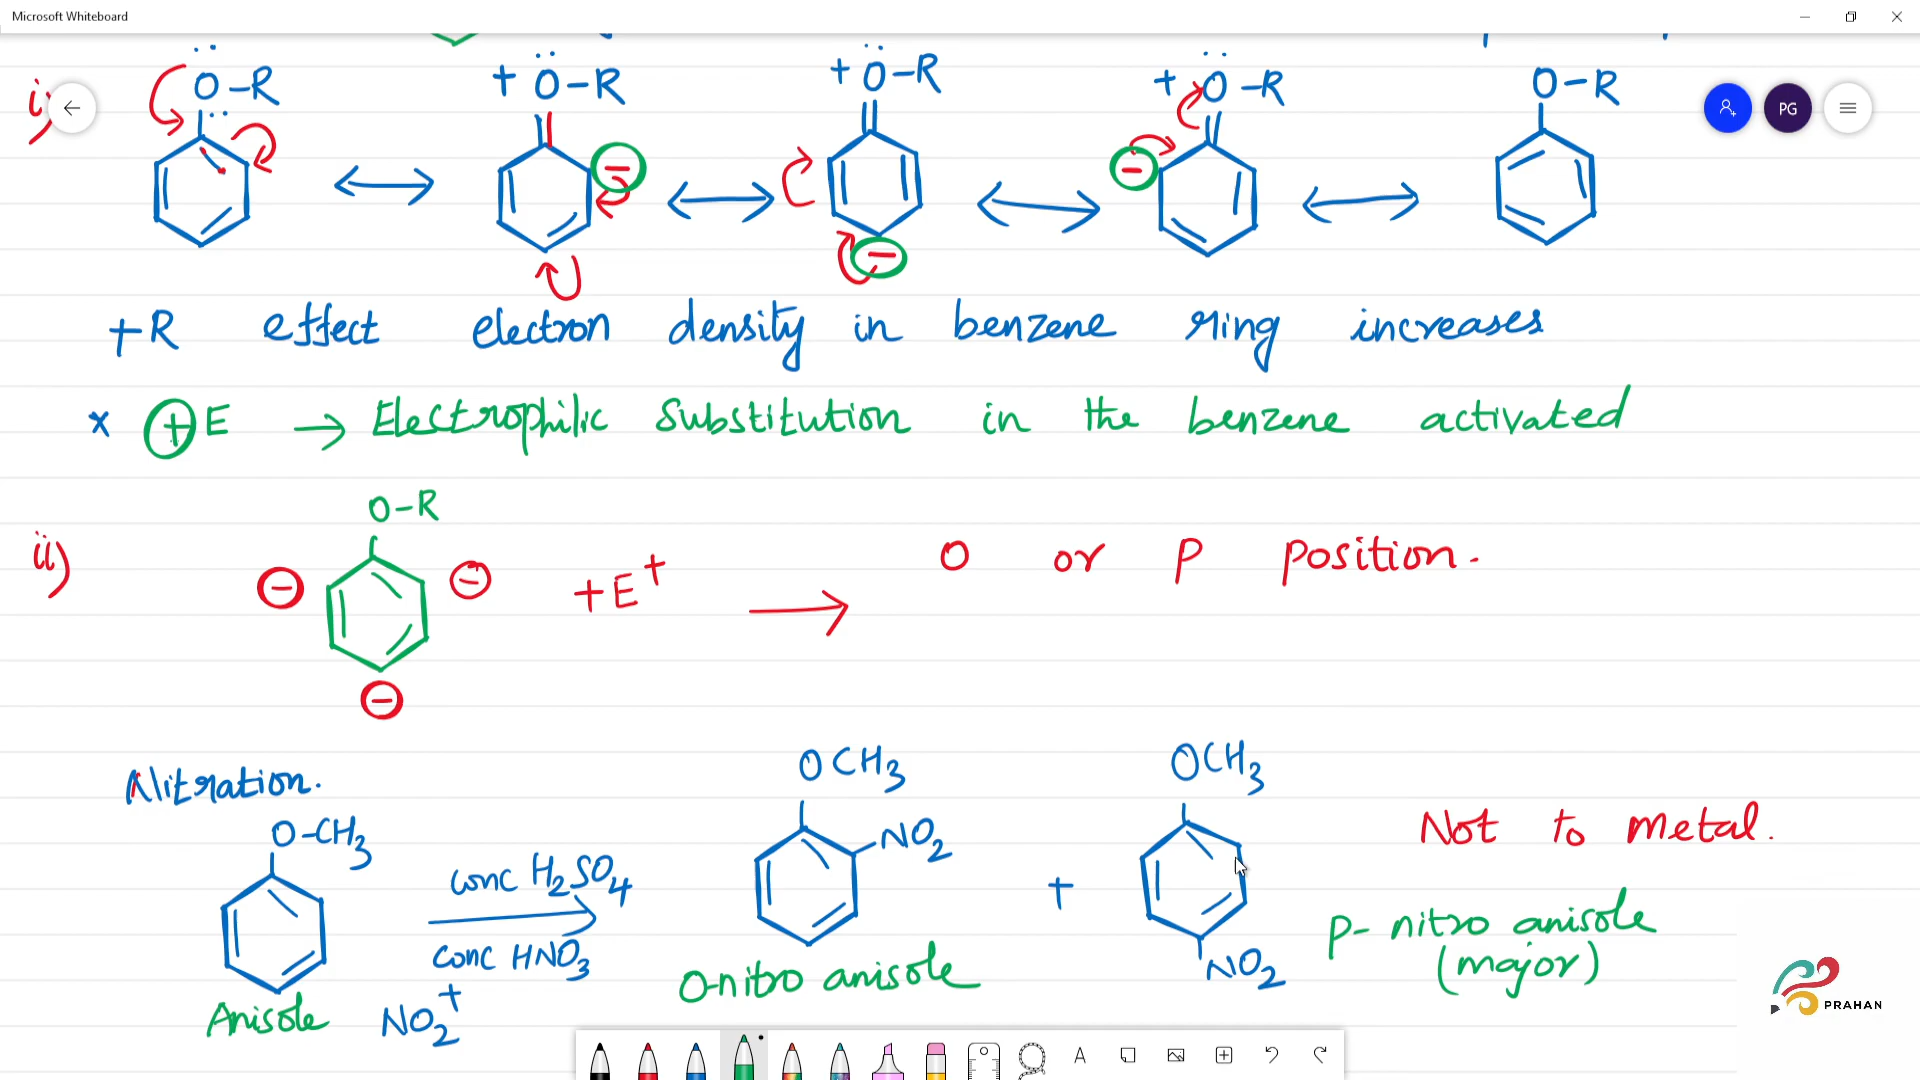 Microsoft Whiteboard
i) O-R ↔ + O-R ↔ + O-R ↔ + O-R ↔ O-R
PG
+R effect electron density in benzene ring increases
* ⊕E → Electrophilic Substitution in the benzene activated
ii) O-R +E⁺ → O or P position.
Nitration.
O-CH3 conc H2SO4 conc HNO3 OCH3 NO2 + OCH3 NO2 Not to metal.
Anisole NO2⁺ O-nitro anisole P- nitro anisole (major)
PRAHAN